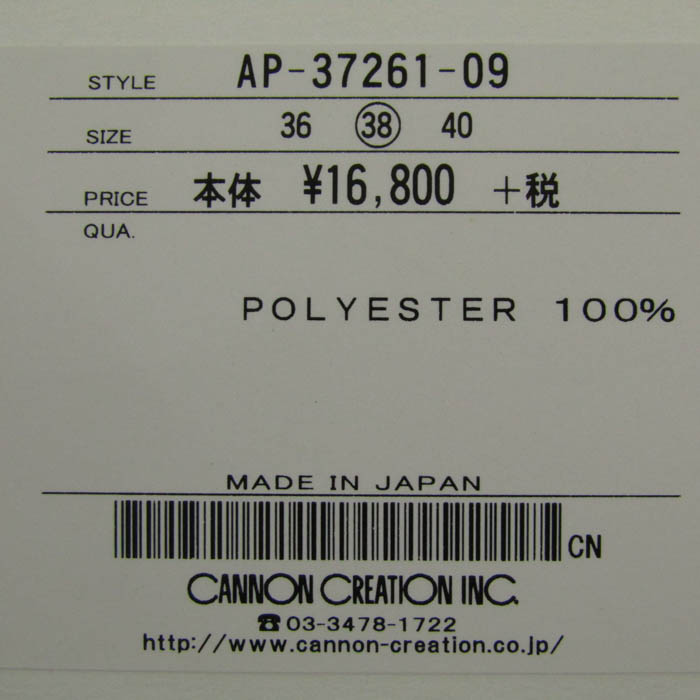 STYLE AP-37261-09
SIZE 36 38 40
PRICE 本体 ¥16,800 +税
QUA.
POLYESTER 100%
MADE IN JAPAN
CN
CANNON CREATION INC.
☎03-3478-1722
http://www.cannon-creation.co.jp/